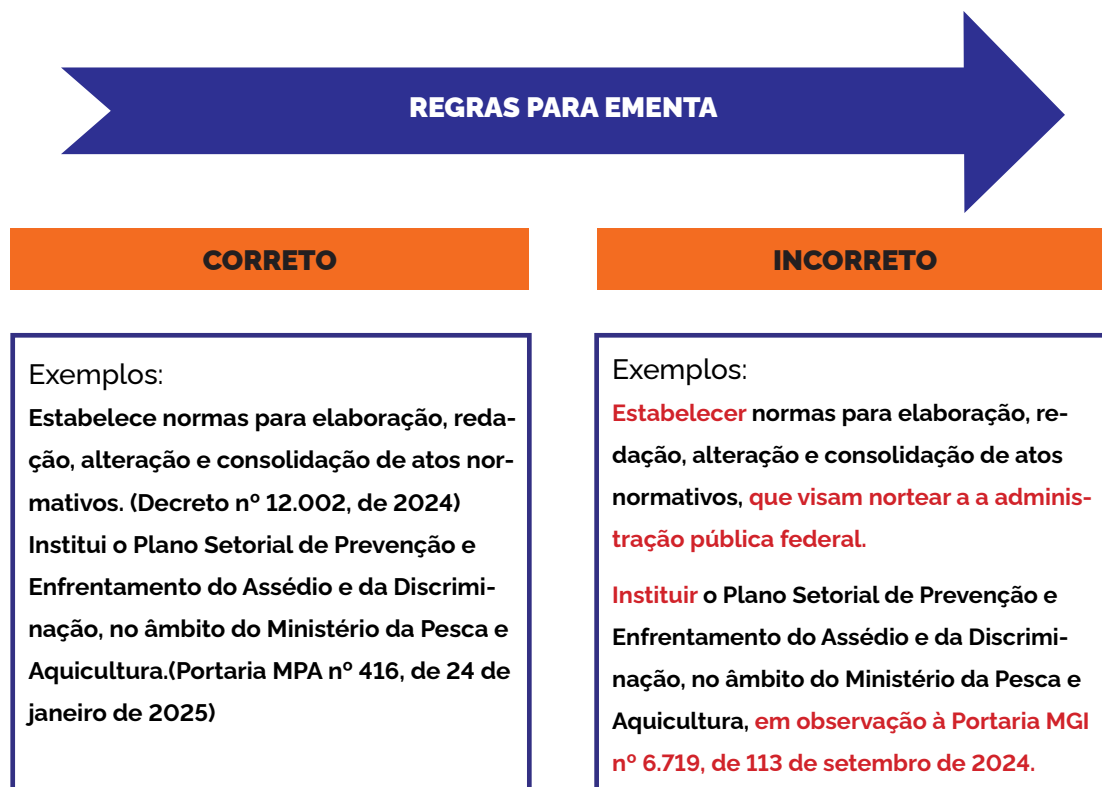 REGRAS PARA EMENTA
CORRETO
Exemplos:
Estabelece normas para elaboração, reda-
ção, alteração e consolidação de atos nor-
mativos. (Decreto nº 12.002, de 2024)
Institui o Plano Setorial de Prevenção e
Enfrentamento do Assédio e da Discrimi-
nação, no âmbito do Ministério da Pesca e
Aquicultura.(Portaria MPA nº 416, de 24 de
janeiro de 2025)
INCORRETO
Exemplos:
Estabelecer normas para elaboração, re-
dação, alteração e consolidação de atos
normativos, que visam nortear a a adminis-
tração pública federal.
Instituir o Plano Setorial de Prevenção e
Enfrentamento do Assédio e da Discrimi-
nação, no âmbito do Ministério da Pesca e
Aquicultura, em observação à Portaria MGI
nº 6.719, de 113 de setembro de 2024.